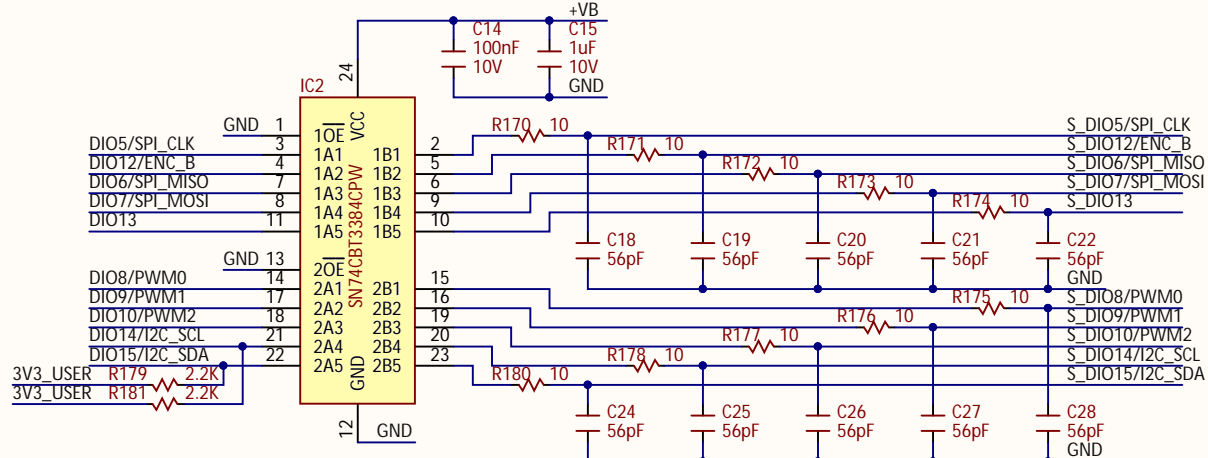 +VB
C14
100nF
10V
C15
1uF
10V
GND
24
IC2
VCC
GND 1 1OE
DIO5/SPI_CLK 3 1A1 1B1 2 R170 10 S_DIO5/SPI_CLK
DIO12/ENC_B 4 1A2 1B2 5 R171 10 S_DIO12/ENC_B
DIO6/SPI_MISO 7 1A3 1B3 6 R172 10 S_DIO6/SPI_MISO
DIO7/SPI_MOSI 8 1A4 1B4 9 R173 10 S_DIO7/SPI_MOSI
DIO13 11 1A5 1B5 10 R174 10 S_DIO13
SN74CBT3384CPW
C18
56pF
C19
56pF
C20
56pF
C21
56pF
C22
56pF
GND
GND 13 2OE
DIO8/PWM0 14 2A1 2B1 15 R175 10 S_DIO8/PWM0
DIO9/PWM1 17 2A2 2B2 16 R176 10 S_DIO9/PWM1
DIO10/PWM2 18 2A3 2B3 19 R177 10 S_DIO10/PWM2
DIO14/I2C_SCL 21 2A4 2B4 20 R178 10 S_DIO14/I2C_SCL
DIO15/I2C_SDA 22 2A5 2B5 23 R180 10 S_DIO15/I2C_SDA
3V3_USER R179 2.2K
3V3_USER R181 2.2K
GND
12
GND
C24
56pF
C25
56pF
C26
56pF
C27
56pF
C28
56pF
GND